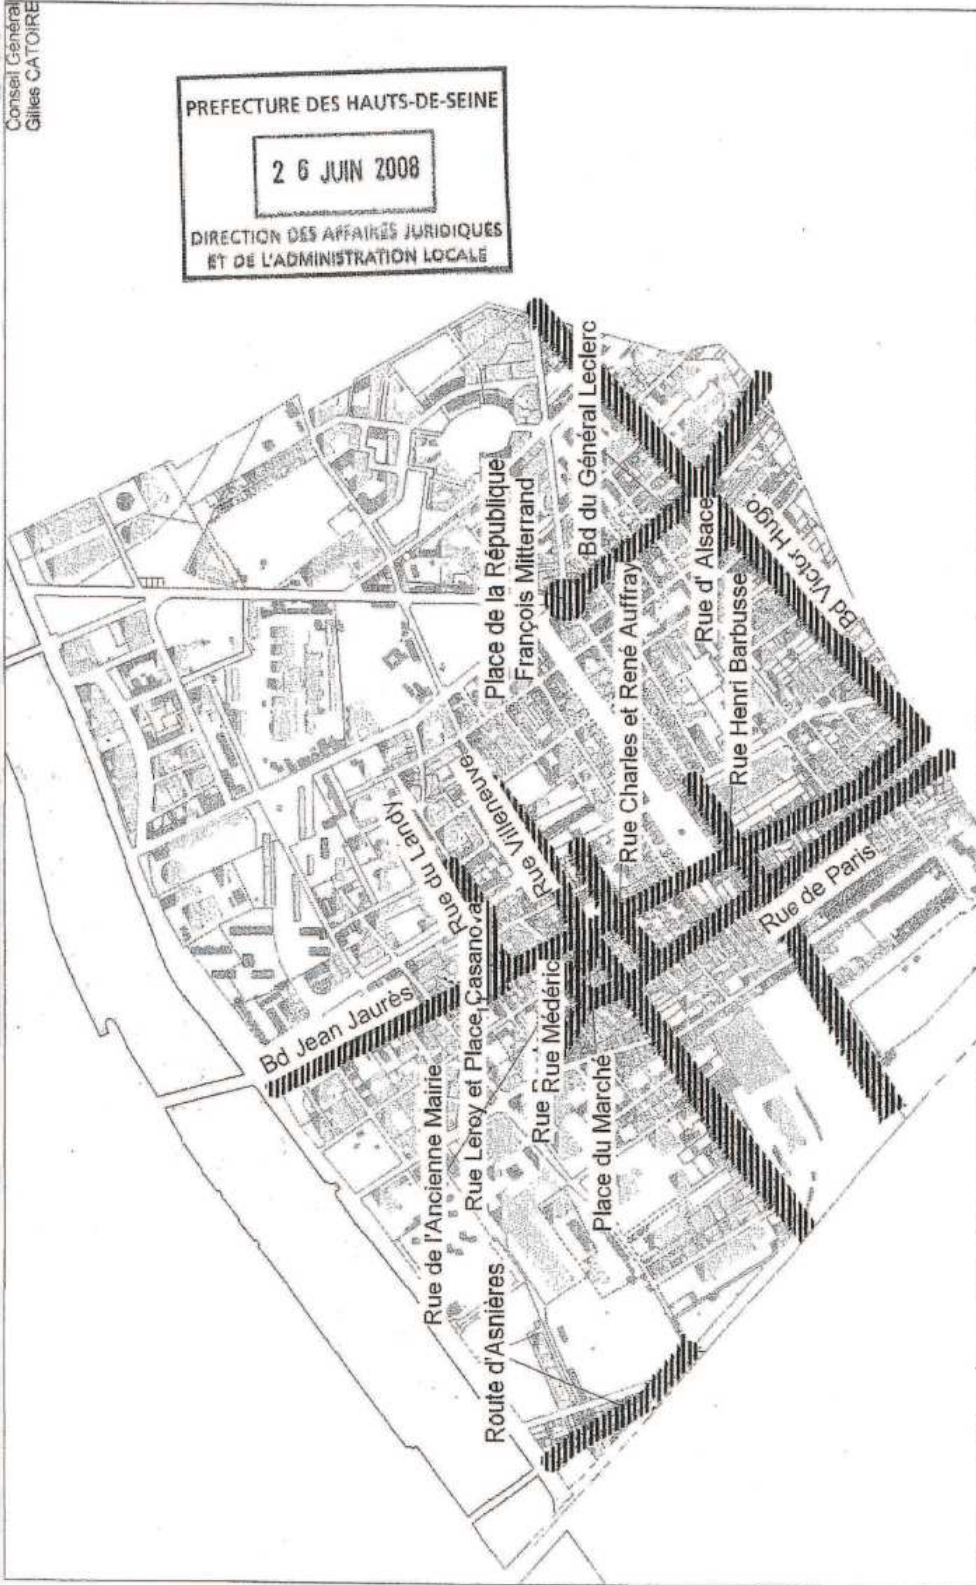 Conseil Général
Gilles CATOIRE
PREFECTURE DES HAUTS-DE-SEINE
2 6 JUIN 2008
DIRECTION DES AFFAIRES JURIDIQUES
ET DE L'ADMINISTRATION LOCALE
Bd du Général Leclerc
Place de la République
François Mitterrand
Rue d' Alsace
Bd Victor Hugo
Rue Charles et René Auffray
Rue Henri Barbusse
Rue Villeneuve
Rue du Landy
Rue de Paris
Bd Jean Jaurès
Rue de l'Ancienne Mairie
Rue Leroy et Place Casanova
Rue
Rue Médéric
Place du Marché
Route d'Asnières